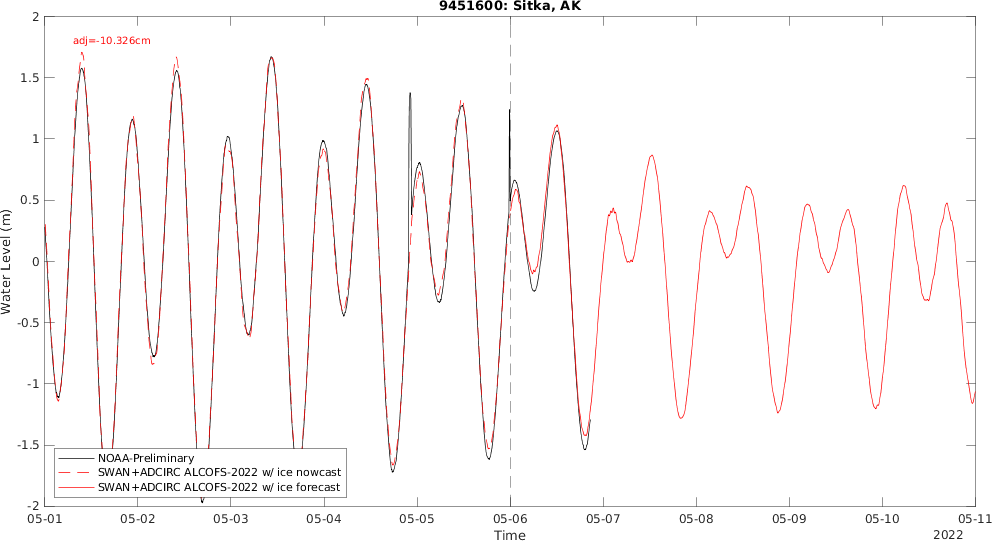 9451600: Sitka, AK
adj=-10.326cm
Water Level (m)
2
1.5
1
0.5
0
-0.5
-1
-1.5
-2
NOAA-Preliminary
SWAN+ADCIRC ALCOFS-2022 w/ ice nowcast
SWAN+ADCIRC ALCOFS-2022 w/ ice forecast
05-01 05-02 05-03 05-04 05-05 05-06 05-07 05-08 05-09 05-10 05-11
Time
2022